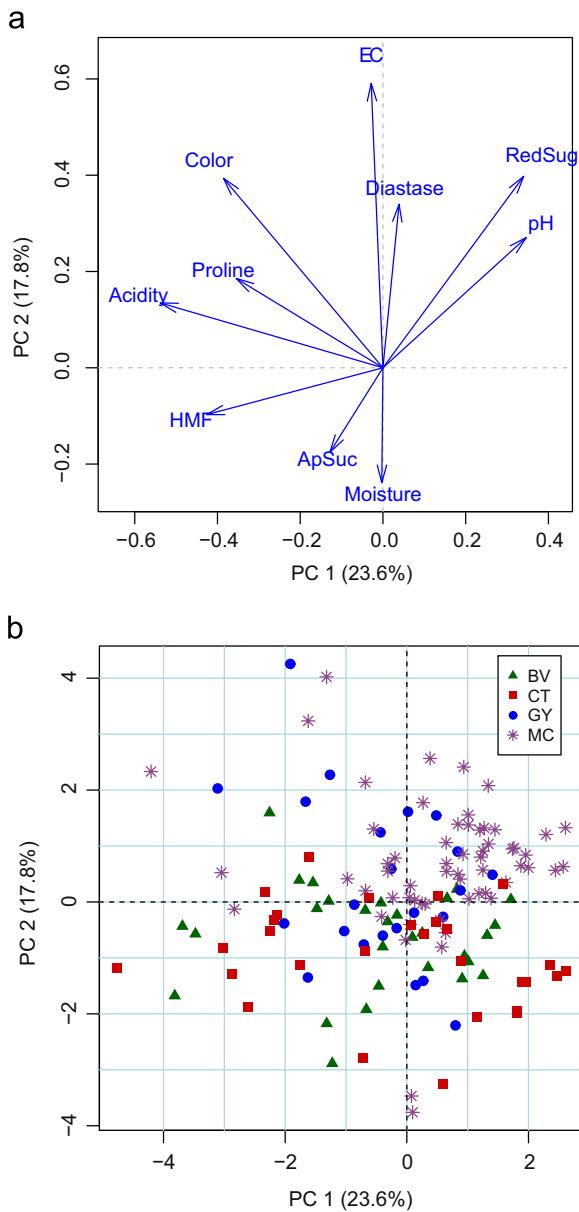 a
EC
Color
RedSug
Diastase
pH
Proline
Acidity
HMF
ApSuc
Moisture
0.6
0.4
0.2
0.0
−0.2
PC 2 (17.8%)
−0.6
−0.4
−0.2
0.0
0.2
0.4
PC 1 (23.6%)
b
BV
CT
GY
MC
4
2
0
−2
−4
PC 2 (17.8%)
−4
−2
0
2
PC 1 (23.6%)